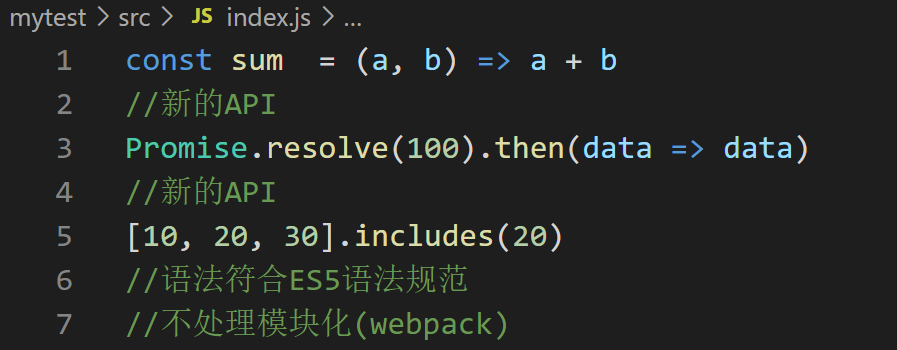 mytest > src > JS index.js > ...
1 const sum  = (a, b) => a + b
2 //新的API
3 Promise.resolve(100).then(data => data)
4 //新的API
5 [10, 20, 30].includes(20)
6 //语法符合ES5语法规范
7 //不处理模块化(webpack)